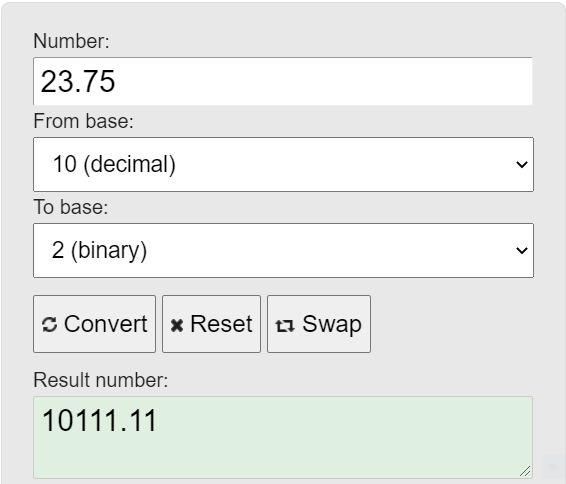 Number:
23.75
From base:
10 (decimal)
To base:
2 (binary)
Convert Reset Swap
Result number:
10111.11